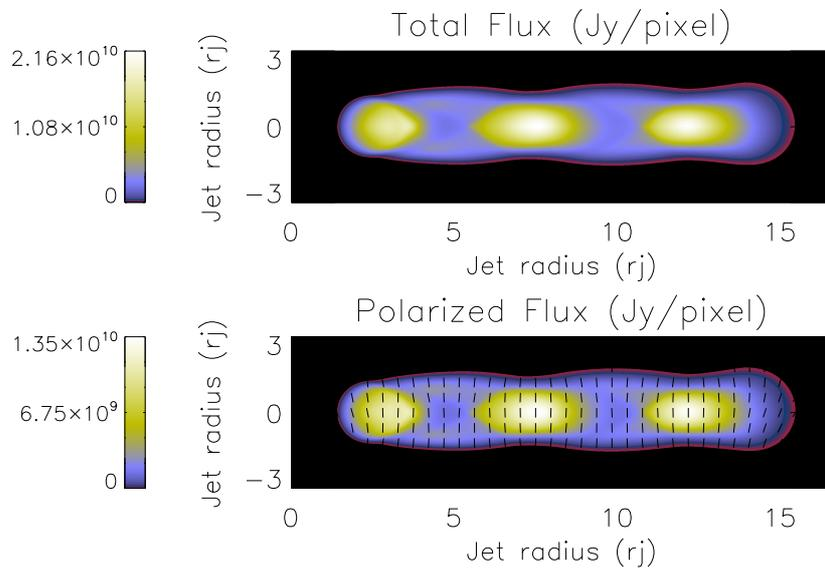 Total Flux (Jy/pixel)
2.16×10¹⁰
1.08×10¹⁰
0
Jet radius (rj)
3
0
−3
0 5 10 15
Jet radius (rj)
Polarized Flux (Jy/pixel)
1.35×10¹⁰
6.75×10⁹
0
Jet radius (rj)
3
0
−3
0 5 10 15
Jet radius (rj)